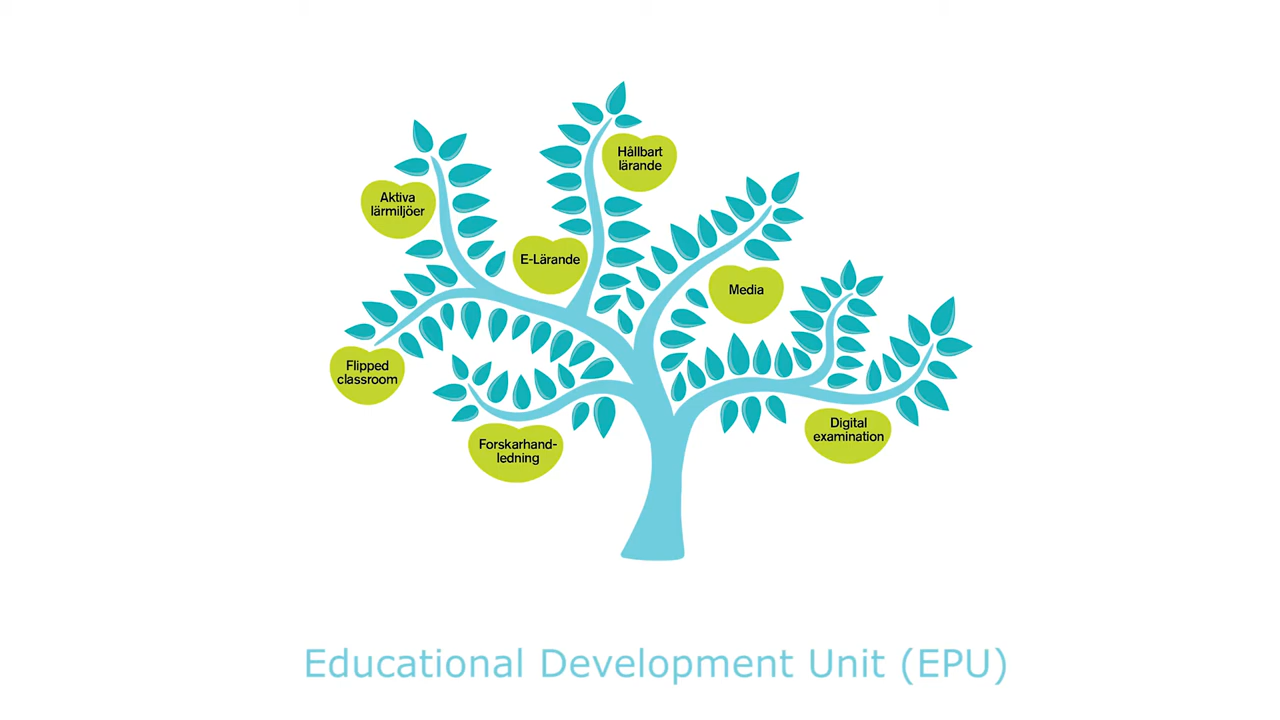 Hållbart
lärande
Aktiva
lärmiljöer
E-Lärande
Media
Flipped
classroom
Digital
examination
Forskarhand-
ledning
Educational Development Unit (EPU)